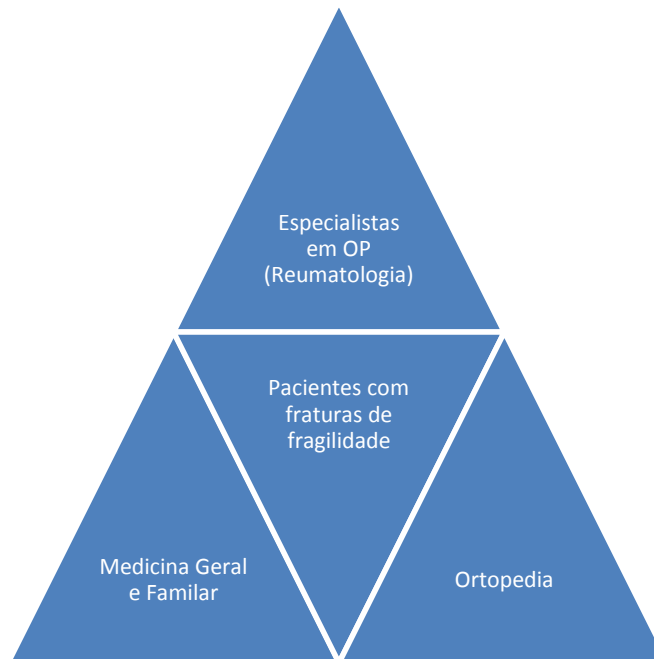 Especialistas
em OP
(Reumatologia)
Pacientes com
fraturas de
fragilidade
Medicina Geral
e Familar
Ortopedia